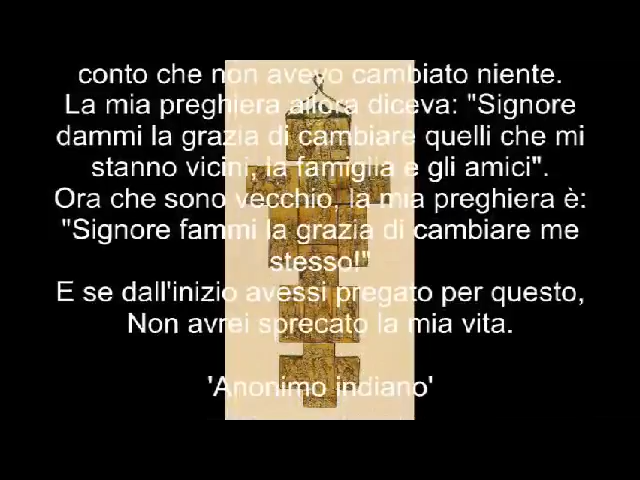 conto che non avevo cambiato niente.
La mia preghiera allora diceva: "Signore
dammi la grazia di cambiare quelli che mi
stanno vicini, la famiglia e gli amici".
Ora che sono vecchio, la mia preghiera è:
"Signore fammi la grazia di cambiare me
stesso!"
E se dall'inizio avessi pregato per questo,
Non avrei sprecato la mia vita.
'Anonimo indiano'